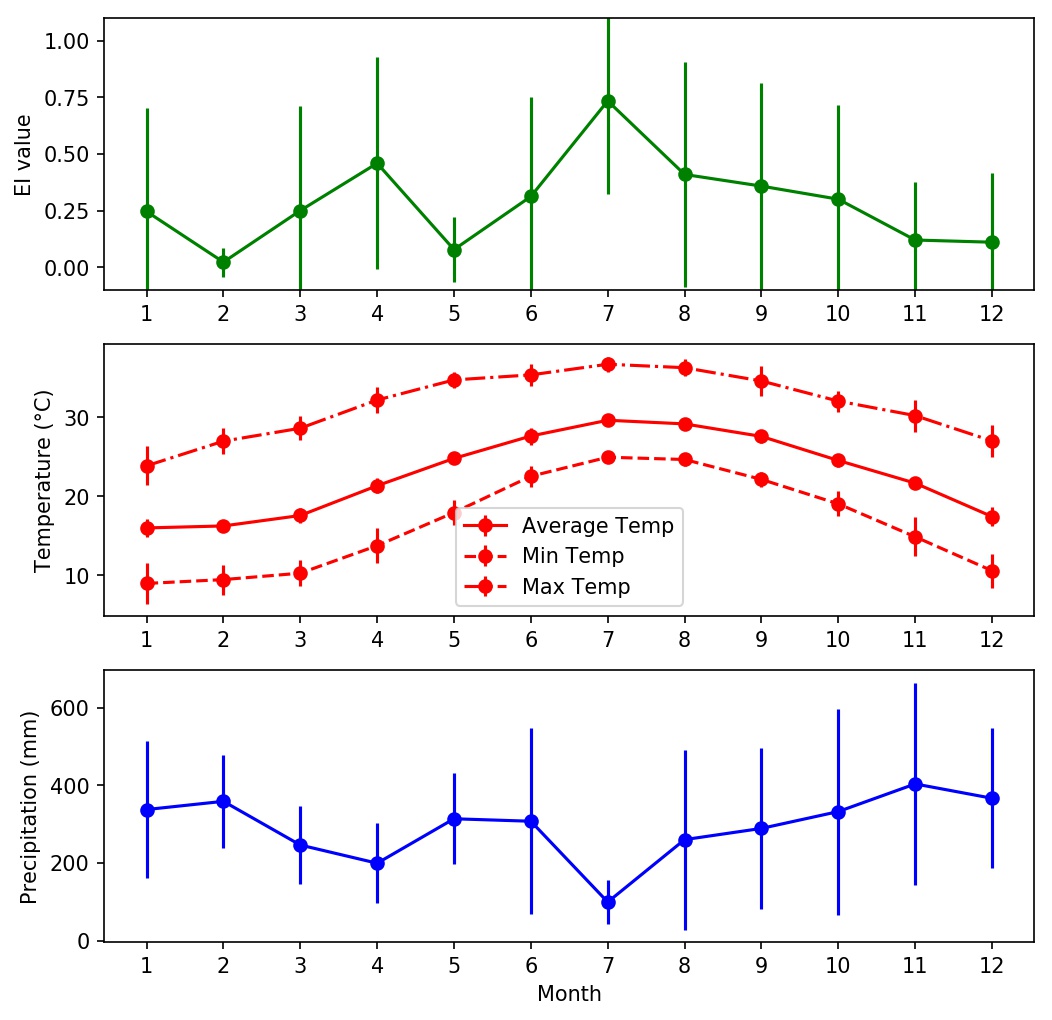 EI value
1.00
0.75
0.50
0.25
0.00
1 2 3 4 5 6 7 8 9 10 11 12
Temperature (°C)
30
20
10
Average Temp
Min Temp
Max Temp
1 2 3 4 5 6 7 8 9 10 11 12
Precipitation (mm)
600
400
200
0
1 2 3 4 5 6 7 8 9 10 11 12
Month